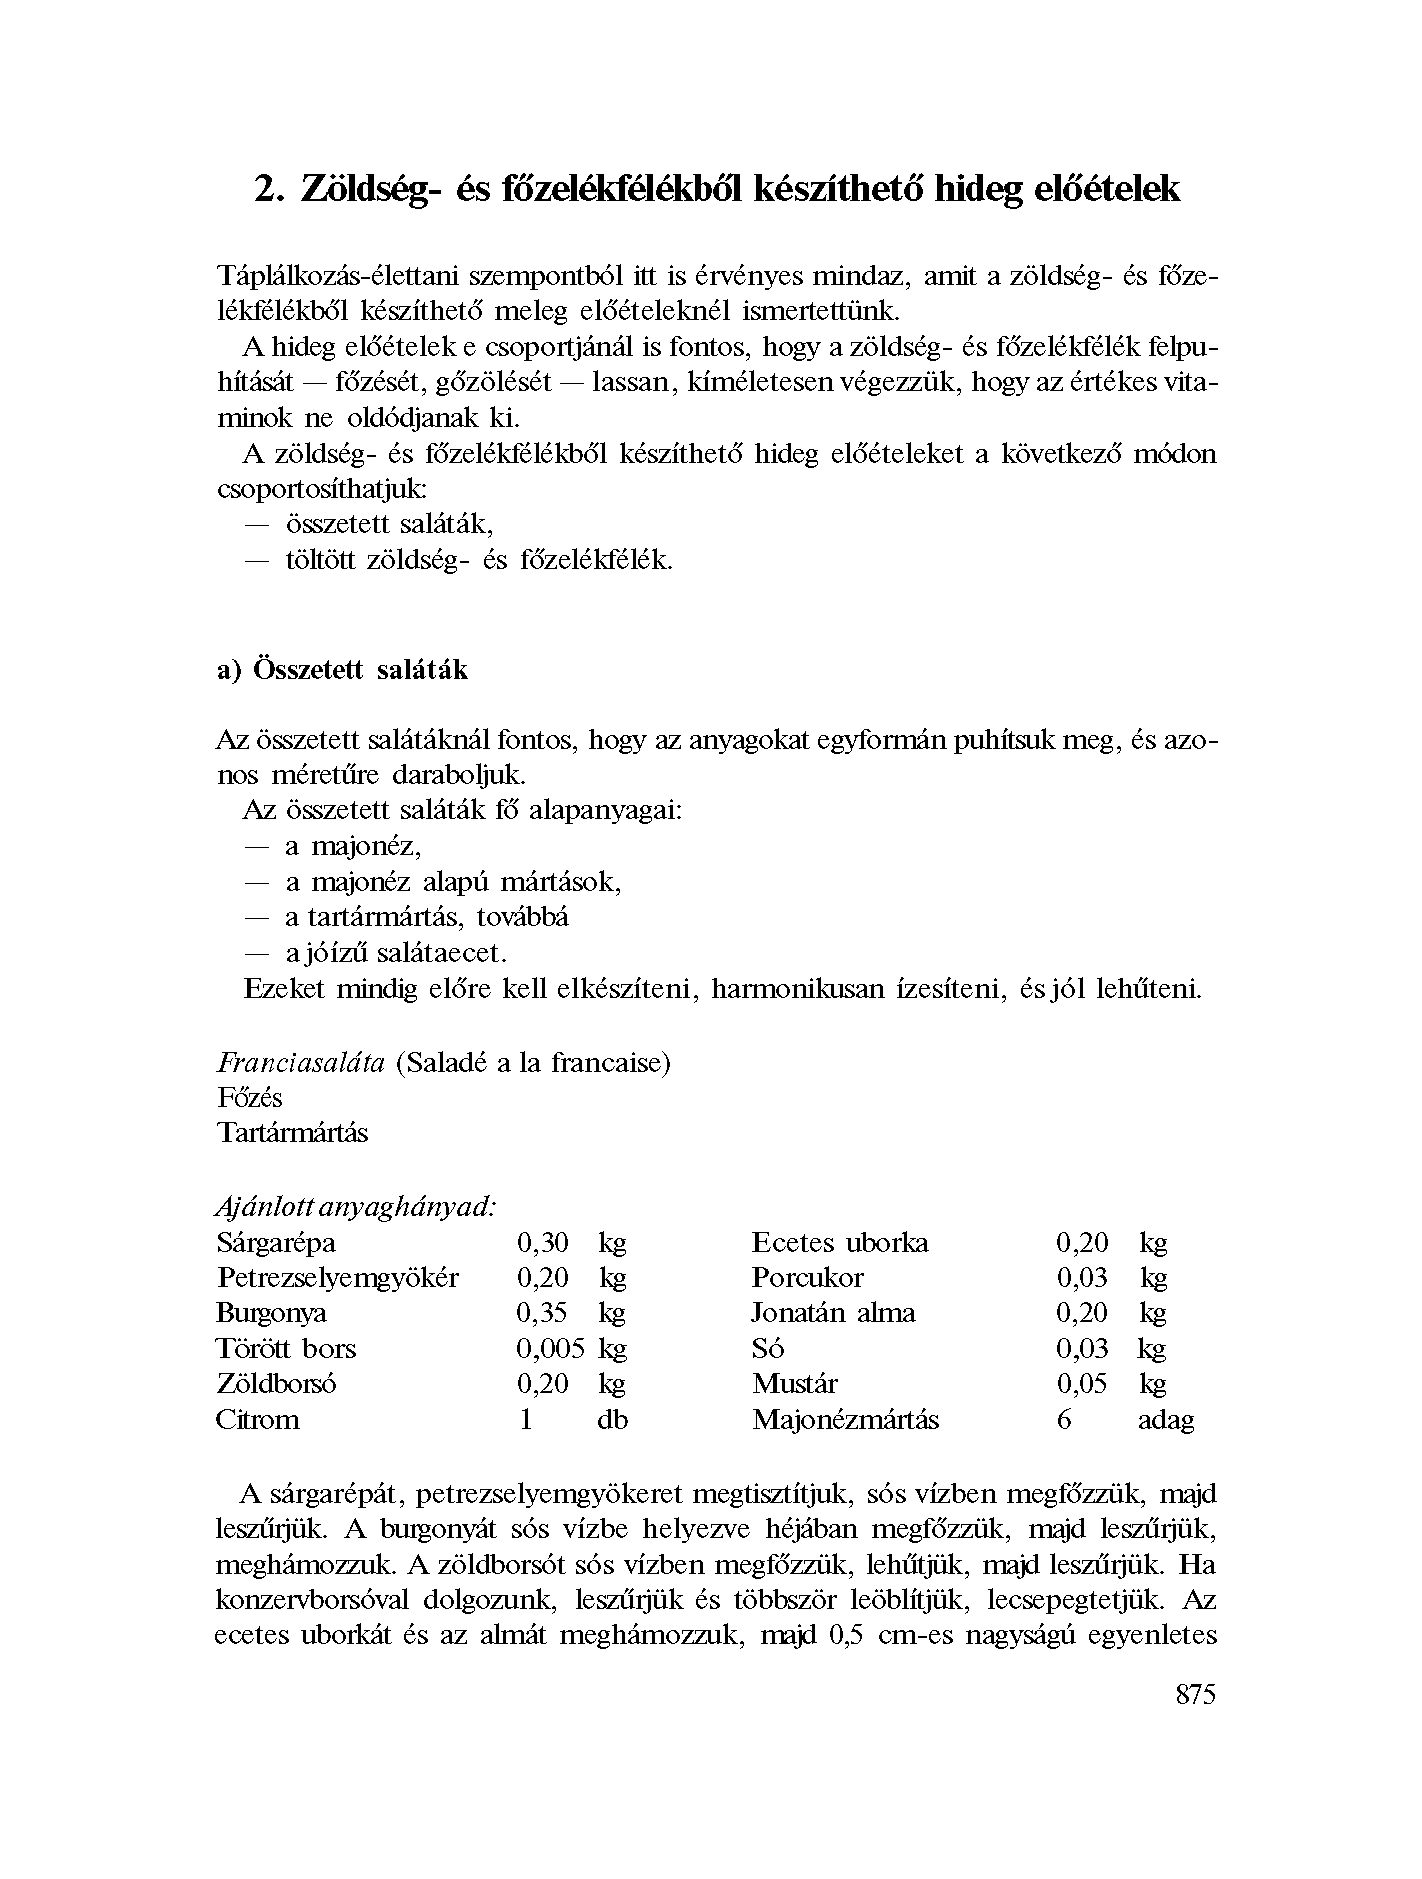 2. Zöldség- és főzelékfélékből készíthető hideg előételek
Táplálkozás-élettani szempontból itt is érvényes mindaz, amit a zöldség- és főze-
lékfélékből készíthető meleg előételeknél ismertettünk.
A hideg előételek e csoportjánál is fontos, hogy a zöldség- és főzelékfélék felpu-
hítását — főzését, gőzölését — lassan, kíméletesen végezzük, hogy az értékes vita-
minok ne oldódjanak ki.
A zöldség- és főzelékfélékből készíthető hideg előételeket a következő módon
csoportosíthatjuk:
— összetett saláták,
— töltött zöldség- és főzelékfélék.
a) Összetett saláták
Az összetett salátáknál fontos, hogy az anyagokat egyformán puhítsuk meg, és azo-
nos méretűre daraboljuk.
Az összetett saláták fő alapanyagai:
— a majonéz,
— a majonéz alapú mártások,
— a tartármártás, továbbá
— a jóízű salátaecet.
Ezeket mindig előre kell elkészíteni, harmonikusan ízesíteni, és jól lehűteni.
Franciasaláta (Saladé a la francaise)
Főzés
Tartármártás
Ajánlott anyaghányad:
Sárgarépa 0,30 kg Ecetes uborka 0,20 kg
Petrezselyemgyökér 0,20 kg Porcukor 0,03 kg
Burgonya 0,35 kg Jonatán alma 0,20 kg
Törött bors 0,005 kg Só 0,03 kg
Zöldborsó 0,20 kg Mustár 0,05 kg
Citrom 1 db Majonézmártás 6 adag
A sárgarépát, petrezselyemgyökeret megtisztítjuk, sós vízben megfőzzük, majd
leszűrjük. A burgonyát sós vízbe helyezve héjában megfőzzük, majd leszűrjük,
meghámozzuk. A zöldborsót sós vízben megfőzzük, lehűtjük, majd leszűrjük. Ha
konzervborsóval dolgozunk, leszűrjük és többször leöblítjük, lecsepegtetjük. Az
ecetes uborkát és az almát meghámozzuk, majd 0,5 cm-es nagyságú egyenletes
875